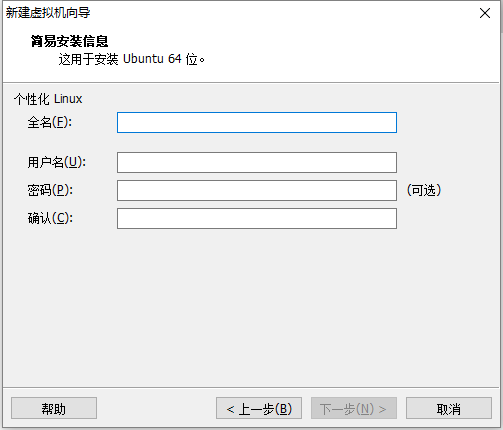 新建虚拟机向导
简易安装信息
这用于安装 Ubuntu 64 位。
个性化 Linux
全名(F):
用户名(U):
密码(P):
(可选)
确认(C):
帮助
< 上一步(B)
下一步(N) >
取消